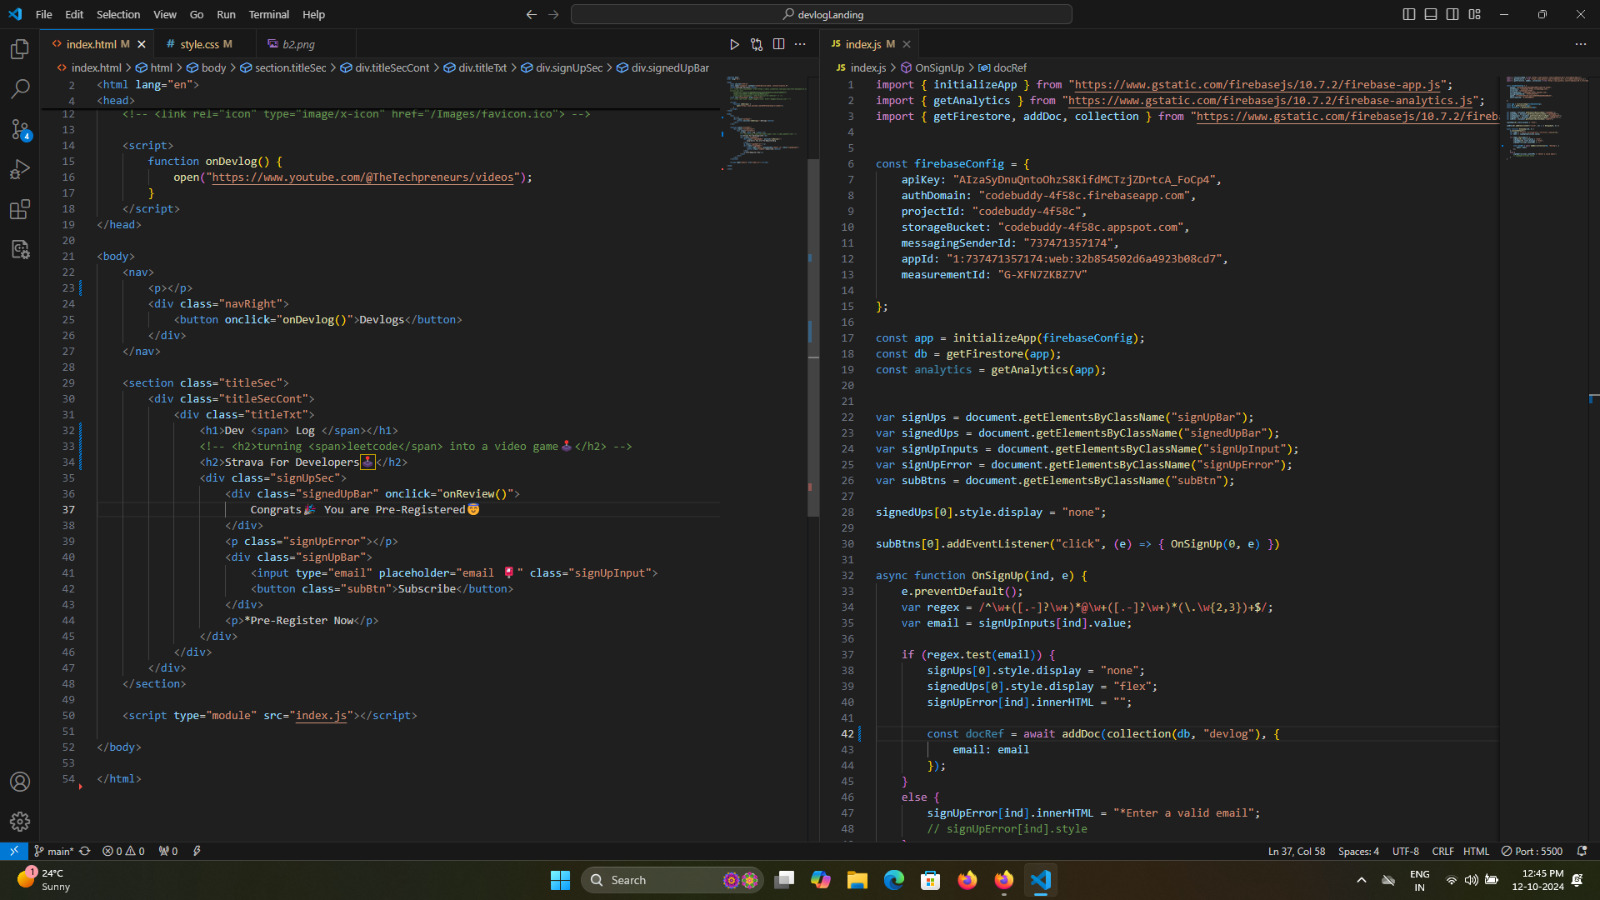 File Edit Selection View Go Run Terminal Help
devlogLanding
index.html M
style.css M
b2.png
index.html > html > body > section.titleSec > div.titleSecCont > div.titleTxt > div.signUpSec > div.signedUpBar
2 <html lang="en">
4 <head>
12 <!-- <link rel="icon" type="image/x-icon" href="/Images/favicon.ico"> -->
13
14 <script>
15 function onDevlog() {
16 open("https://www.youtube.com/@TheTechpreneurs/videos");
17 }
18 </script>
19 </head>
20
21 <body>
22 <nav>
23 <p></p>
24 <div class="navRight">
25 <button onclick="onDevlog()">Devlogs</button>
26 </div>
27 </nav>
28
29 <section class="titleSec">
30 <div class="titleSecCont">
31 <div class="titleTxt">
32 <h1>Dev <span> Log </span></h1>
33 <!-- <h2>turning <span>leetcode</span> into a video game🕹️</h2> -->
34 <h2>Strava For Developers🕹️</h2>
35 <div class="signUpSec">
36 <div class="signedUpBar" onclick="onReview()">
37 Congrats🎉 You are Pre-Registered😇
38 </div>
39 <p class="signUpError"></p>
40 <div class="signUpBar">
41 <input type="email" placeholder="email 📮" class="signUpInput">
42 <button class="subBtn">Subscribe</button>
43 </div>
44 <p>*Pre-Register Now</p>
45 </div>
46 </div>
47 </div>
48 </section>
49
50 <script type="module" src="index.js"></script>
51
52 </body>
53
54 </html>
JS index.js M
JS index.js > OnSignUp > docRef
1 import { initializeApp } from "https://www.gstatic.com/firebasejs/10.7.2/firebase-app.js";
2 import { getAnalytics } from "https://www.gstatic.com/firebasejs/10.7.2/firebase-analytics.js";
3 import { getFirestore, addDoc, collection } from "https://www.gstatic.com/firebasejs/10.7.2/fireb
4
5
6 const firebaseConfig = {
7 apiKey: "AIzaSyDnuQntoOhzS8KifdMCTzjZDrtcA_FoCp4",
8 authDomain: "codebuddy-4f58c.firebaseapp.com",
9 projectId: "codebuddy-4f58c",
10 storageBucket: "codebuddy-4f58c.appspot.com",
11 messagingSenderId: "737471357174",
12 appId: "1:737471357174:web:32b854502d6a4923b08cd7",
13 measurementId: "G-XFN7ZKBZ7V"
14
15 };
16
17 const app = initializeApp(firebaseConfig);
18 const db = getFirestore(app);
19 const analytics = getAnalytics(app);
20
21
22 var signUps = document.getElementsByClassName("signUpBar");
23 var signedUps = document.getElementsByClassName("signedUpBar");
24 var signUpInputs = document.getElementsByClassName("signUpInput");
25 var signUpError = document.getElementsByClassName("signUpError");
26 var subBtns = document.getElementsByClassName("subBtn");
27
28 signedUps[0].style.display = "none";
29
30 subBtns[0].addEventListener("click", (e) => { OnSignUp(0, e) })
31
32 async function OnSignUp(ind, e) {
33 e.preventDefault();
34 var regex = /^\w+([.-]?\w+)*@\w+([.-]?\w+)*(\.\w{2,3})+$/;
35 var email = signUpInputs[ind].value;
36
37 if (regex.test(email)) {
38 signUps[0].style.display = "none";
39 signedUps[0].style.display = "flex";
40 signUpError[ind].innerHTML = "";
41
42 const docRef = await addDoc(collection(db, "devlog"), {
43 email: email
44 });
45 }
46 else {
47 signUpError[ind].innerHTML = "*Enter a valid email";
48 // signUpError[ind].style
4
main*
0 0
0
Ln 37, Col 58 Spaces: 4 UTF-8 CRLF HTML Port : 5500
1
24°C
Sunny
Search
ENG
IN
12:45 PM
12-10-2024